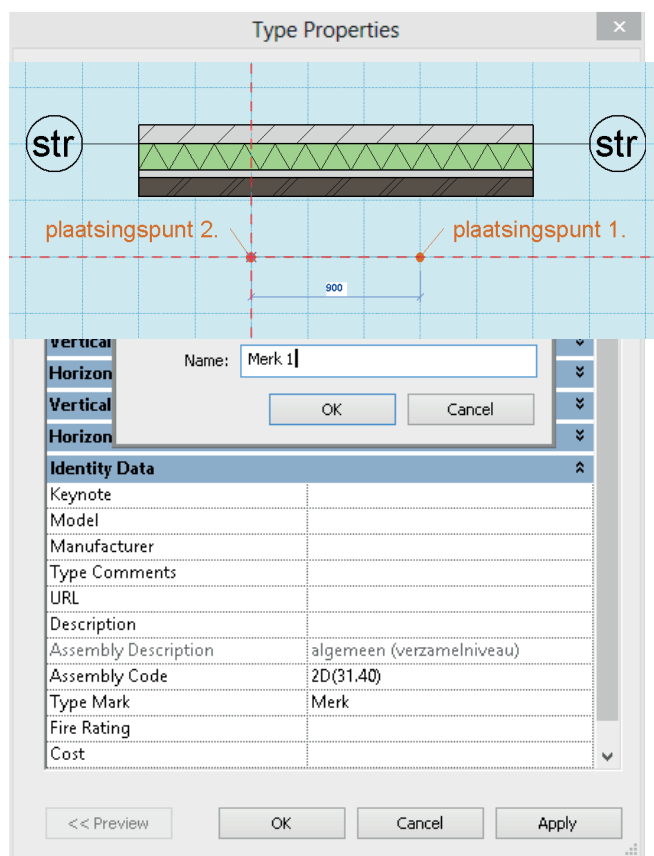 Type Properties
str
str
plaatsingspunt 2.
plaatsingspunt 1.
900
Vertical
Name: Merk 1
Horizon
Vertical
OK Cancel
Horizon
Identity Data
Keynote
Model
Manufacturer
Type Comments
URL
Description
Assembly Description algemeen (verzamelniveau)
Assembly Code 2D(31.40)
Type Mark Merk
Fire Rating
Cost
<< Preview OK Cancel Apply